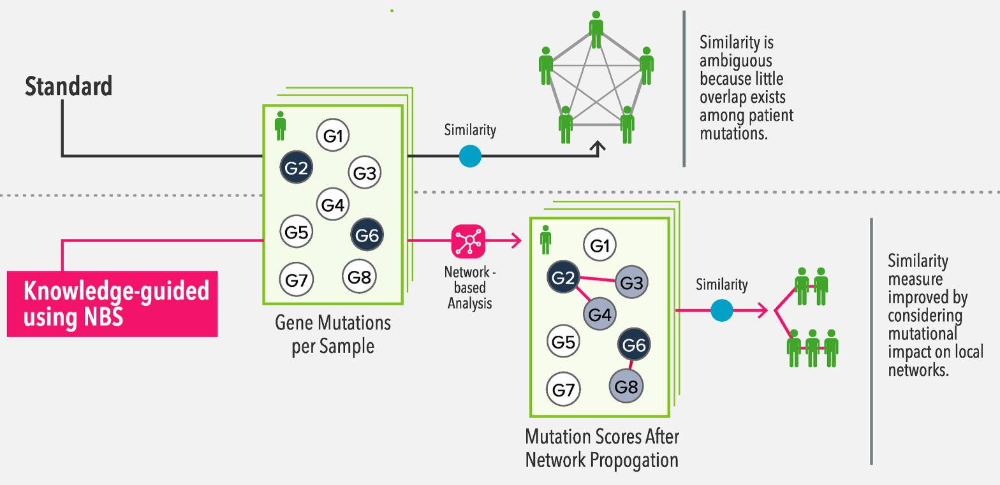 Standard
G1
G2
G3
G4
G5
G6
G7
G8
Gene Mutations
per Sample
Similarity
Similarity is
ambiguous
because little
overlap exists
among patient
mutations.
Knowledge-guided
using NBS
Network -
based
Analysis
G1
G2
G3
G4
G5
G6
G7
G8
Mutation Scores After
Network Propogation
Similarity
Similarity
measure
improved by
considering
mutational
impact on local
networks.